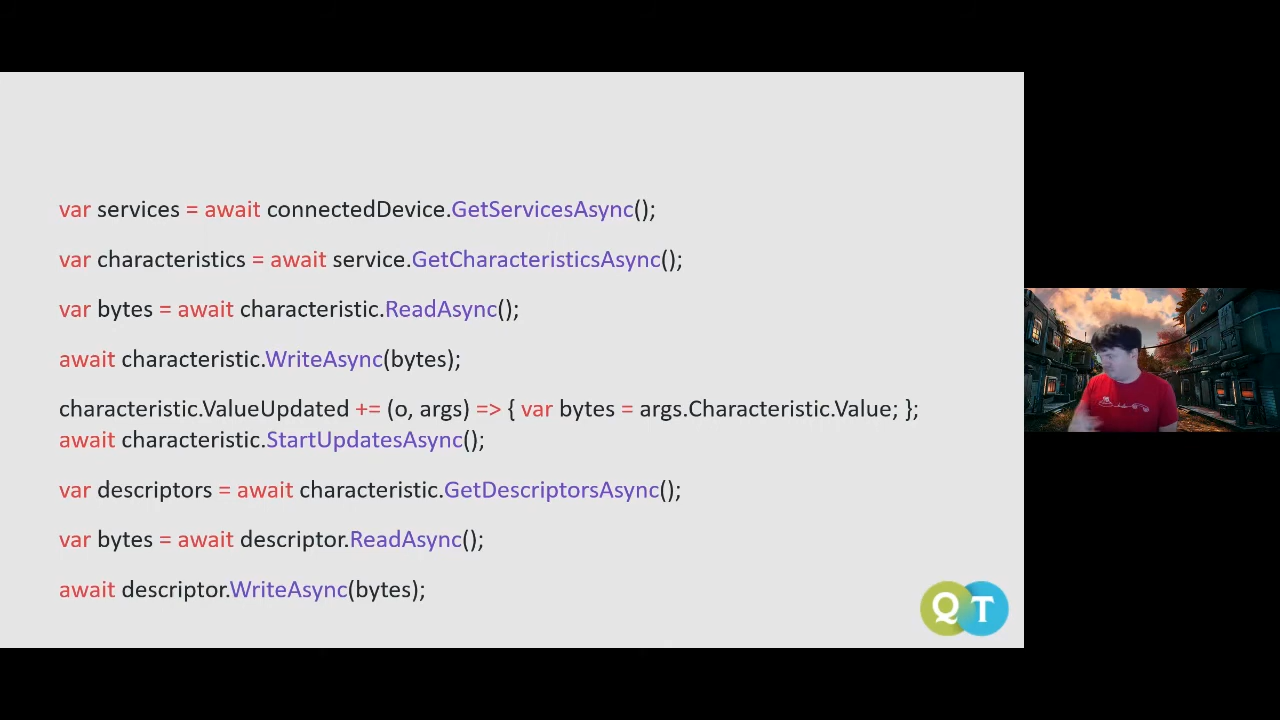 var services = await connectedDevice.GetServicesAsync();
var characteristics = await service.GetCharacteristicsAsync();
var bytes = await characteristic.ReadAsync();
await characteristic.WriteAsync(bytes);
characteristic.ValueUpdated += (o, args) => { var bytes = args.Characteristic.Value; };
await characteristic.StartUpdatesAsync();
var descriptors = await characteristic.GetDescriptorsAsync();
var bytes = await descriptor.ReadAsync();
await descriptor.WriteAsync(bytes);
QT